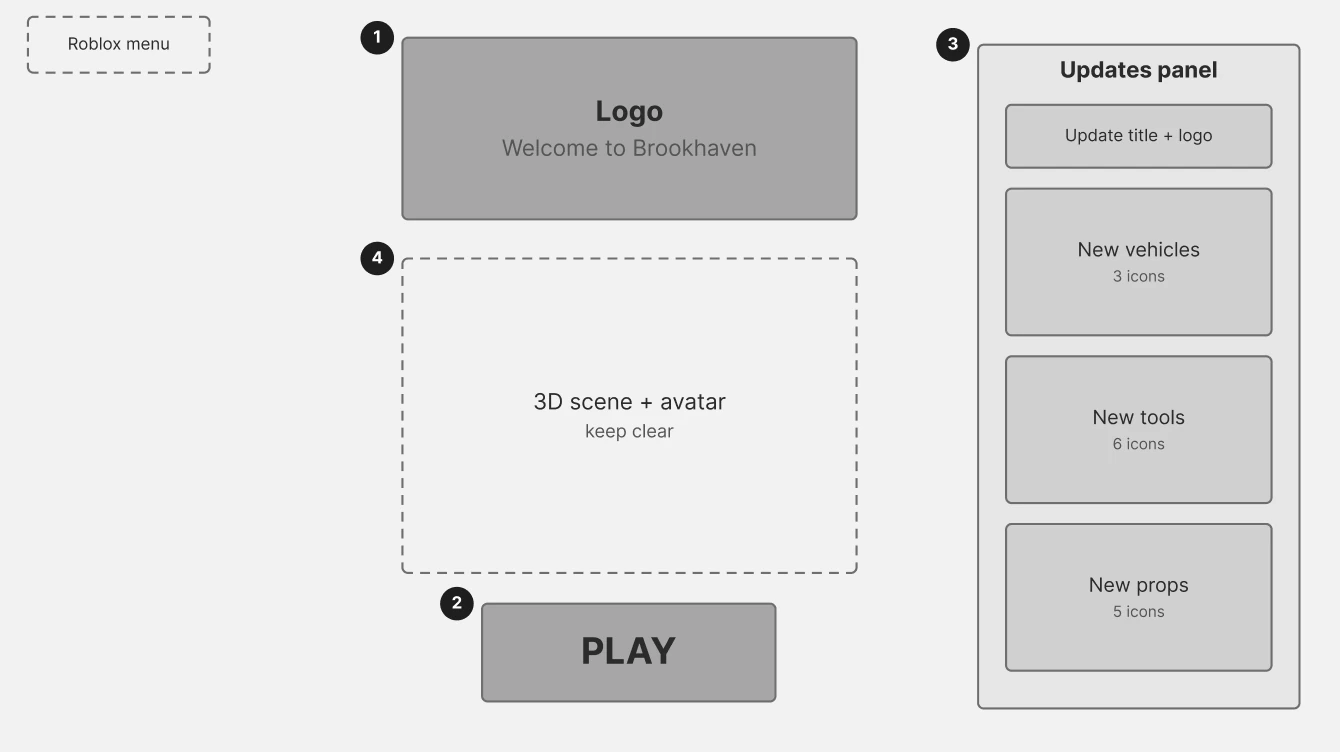 Roblox menu
1
Logo
Welcome to Brookhaven
4
3D scene + avatar
keep clear
2
PLAY
3
Updates panel
Update title + logo
New vehicles
3 icons
New tools
6 icons
New props
5 icons